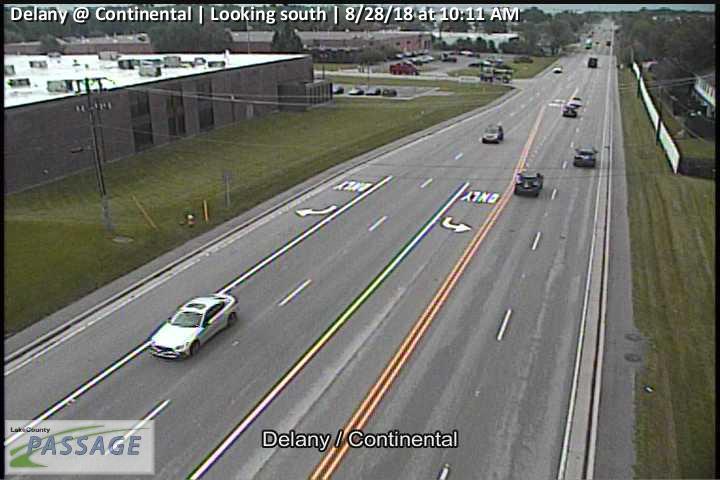 Delany @ Continental | Looking south | 8/28/18 at 10:11 AM
ONLY
ONLY
Delany / Continental
LakeCounty
PASSAGE